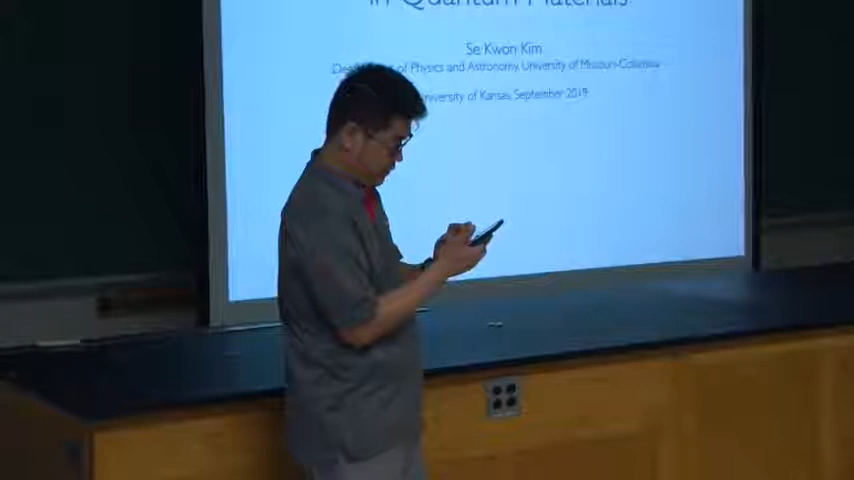 in Quantum Materials
Se Kwon Kim
of Physics and Astronomy, University of Missouri-Columbia
University of Kansas, September 2019